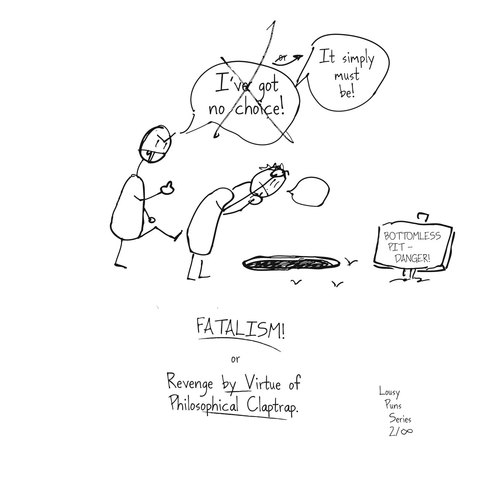 I've got
no choice!
or
It simply
must
be!
BOTTOMLESS
PIT –
DANGER!
FATALISM!
or
Revenge by Virtue of
Philosophical Claptrap.
Lousy
Puns
Series
2/∞